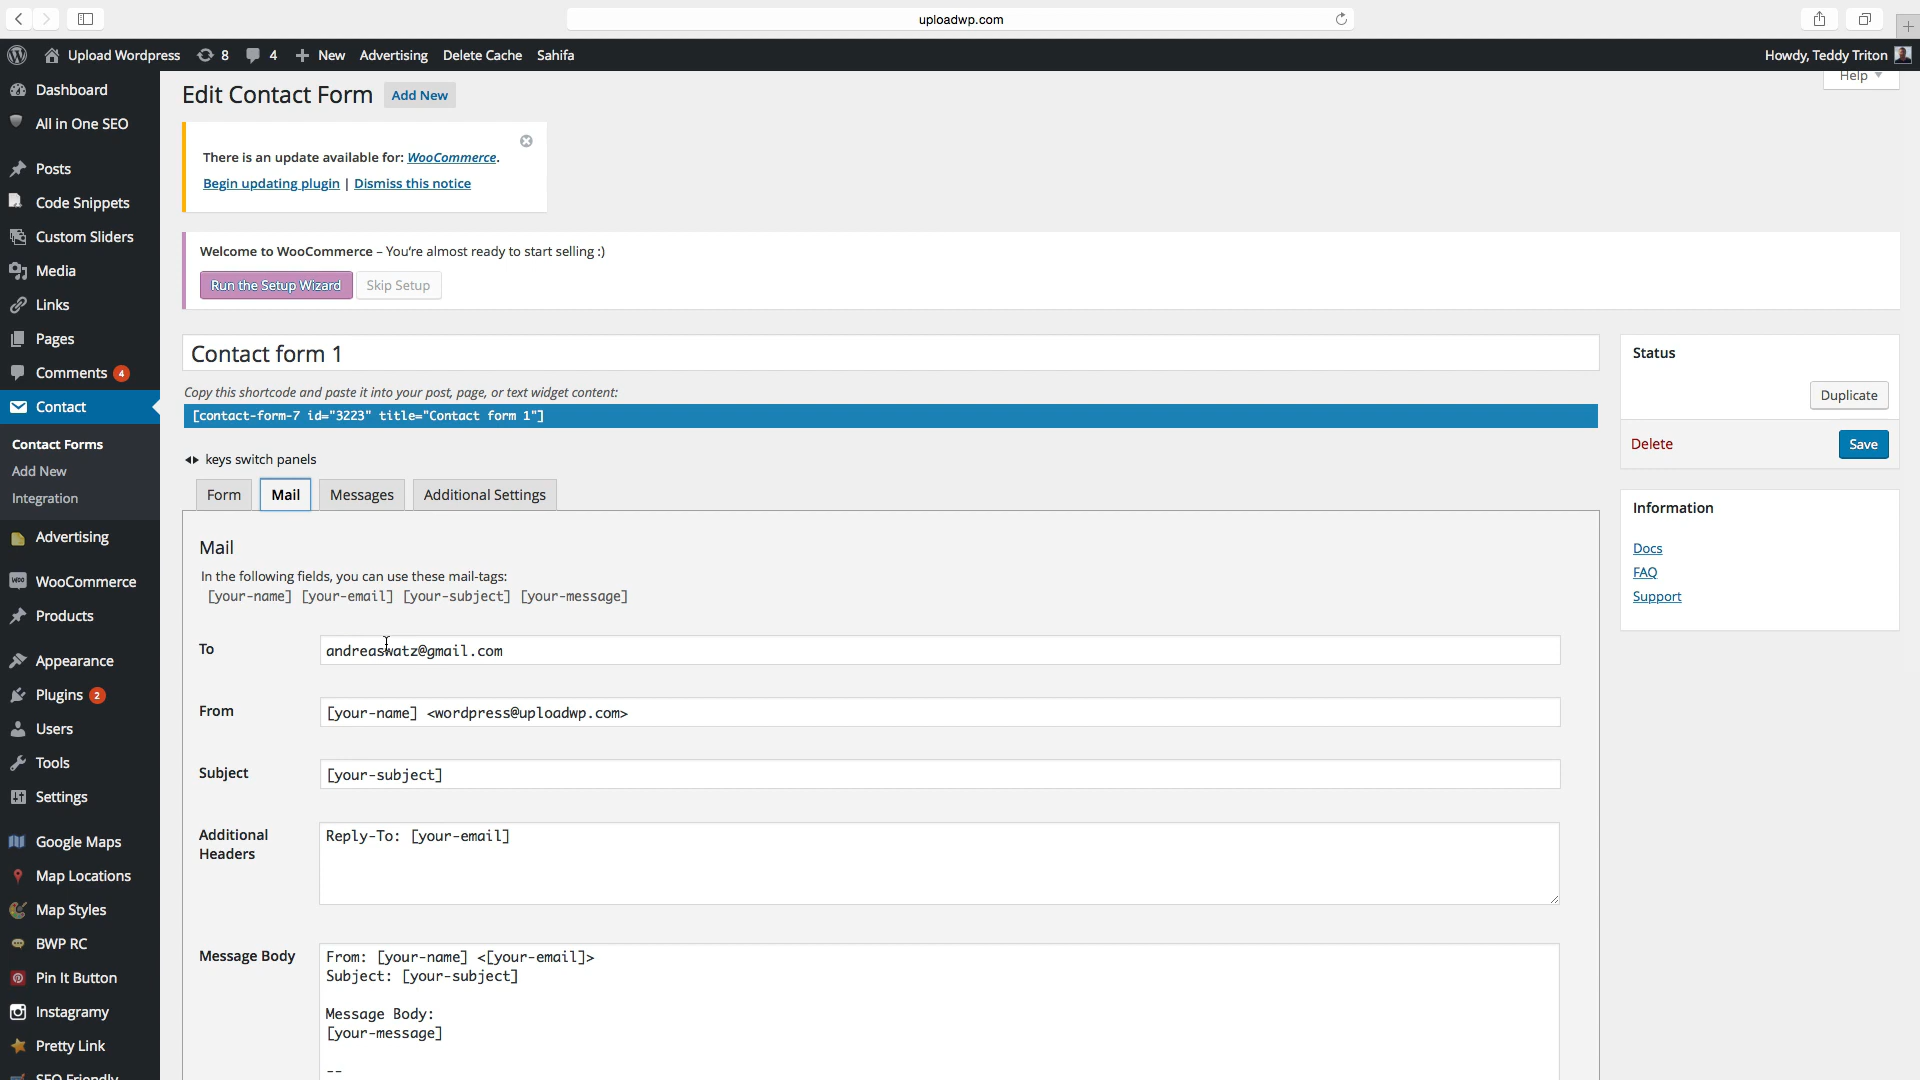 uploadwp.com
Upload Wordpress 8 4 New Advertising Delete Cache Sahifa Howdy, Teddy Triton
Help
Dashboard
All in One SEO
Posts
Code Snippets
Custom Sliders
Media
Links
Pages
Comments 4
Contact
Contact Forms
Add New
Integration
Advertising
WooCommerce
Products
Appearance
Plugins 2
Users
Tools
Settings
Google Maps
Map Locations
Map Styles
BWP RC
Pin It Button
Instagramy
Pretty Link
SEO Friendly
Edit Contact Form Add New
There is an update available for: WooCommerce.
Begin updating plugin | Dismiss this notice
Welcome to WooCommerce – You're almost ready to start selling :)
Run the Setup Wizard Skip Setup
Contact form 1
Copy this shortcode and paste it into your post, page, or text widget content:
[contact-form-7 id="3223" title="Contact form 1"]
keys switch panels
Form Mail Messages Additional Settings
Mail
In the following fields, you can use these mail-tags:
[your-name] [your-email] [your-subject] [your-message]
To andreaswatz@gmail.com
From [your-name] <wordpress@uploadwp.com>
Subject [your-subject]
Additional Headers
Reply-To: [your-email]
Message Body
From: [your-name] <[your-email]>
Subject: [your-subject]
Message Body:
[your-message]
--
Status
Duplicate
Delete Save
Information
Docs
FAQ
Support